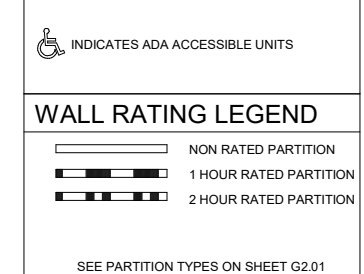 INDICATES ADA ACCESSIBLE UNITS
WALL RATING LEGEND
NON RATED PARTITION
1 HOUR RATED PARTITION
2 HOUR RATED PARTITION
SEE PARTITION TYPES ON SHEET G2.01